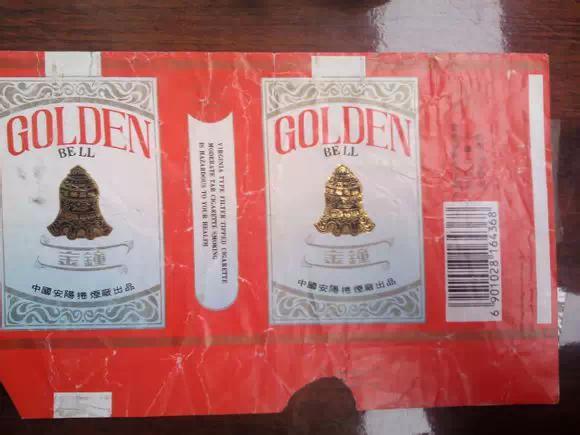 GOLDEN
BELL
金鐘
中國安陽捲煙廠出品
VIRGINIA TYPE FILTER TIPPED CIGARETTE
MODERATE TAR CIGARETTE SMOKING
IS HAZARDOUS TO YOUR HEALTH
GOLDEN
BELL
金鐘
中國安陽捲煙廠出品
6 901028 164368